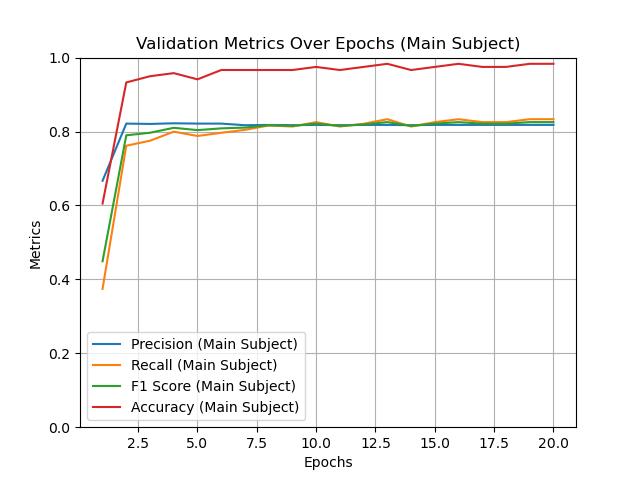 Validation Metrics Over Epochs (Main Subject)
Metrics
1.0
0.8
0.6
0.4
0.2
0.0
Precision (Main Subject)
Recall (Main Subject)
F1 Score (Main Subject)
Accuracy (Main Subject)
2.5 5.0 7.5 10.0 12.5 15.0 17.5 20.0
Epochs